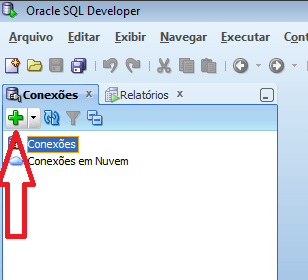 Oracle SQL Developer
Arquivo Editar Exibir Navegar Executar
Conexões x Relatórios x
Conexões
Conexões em Nuvem